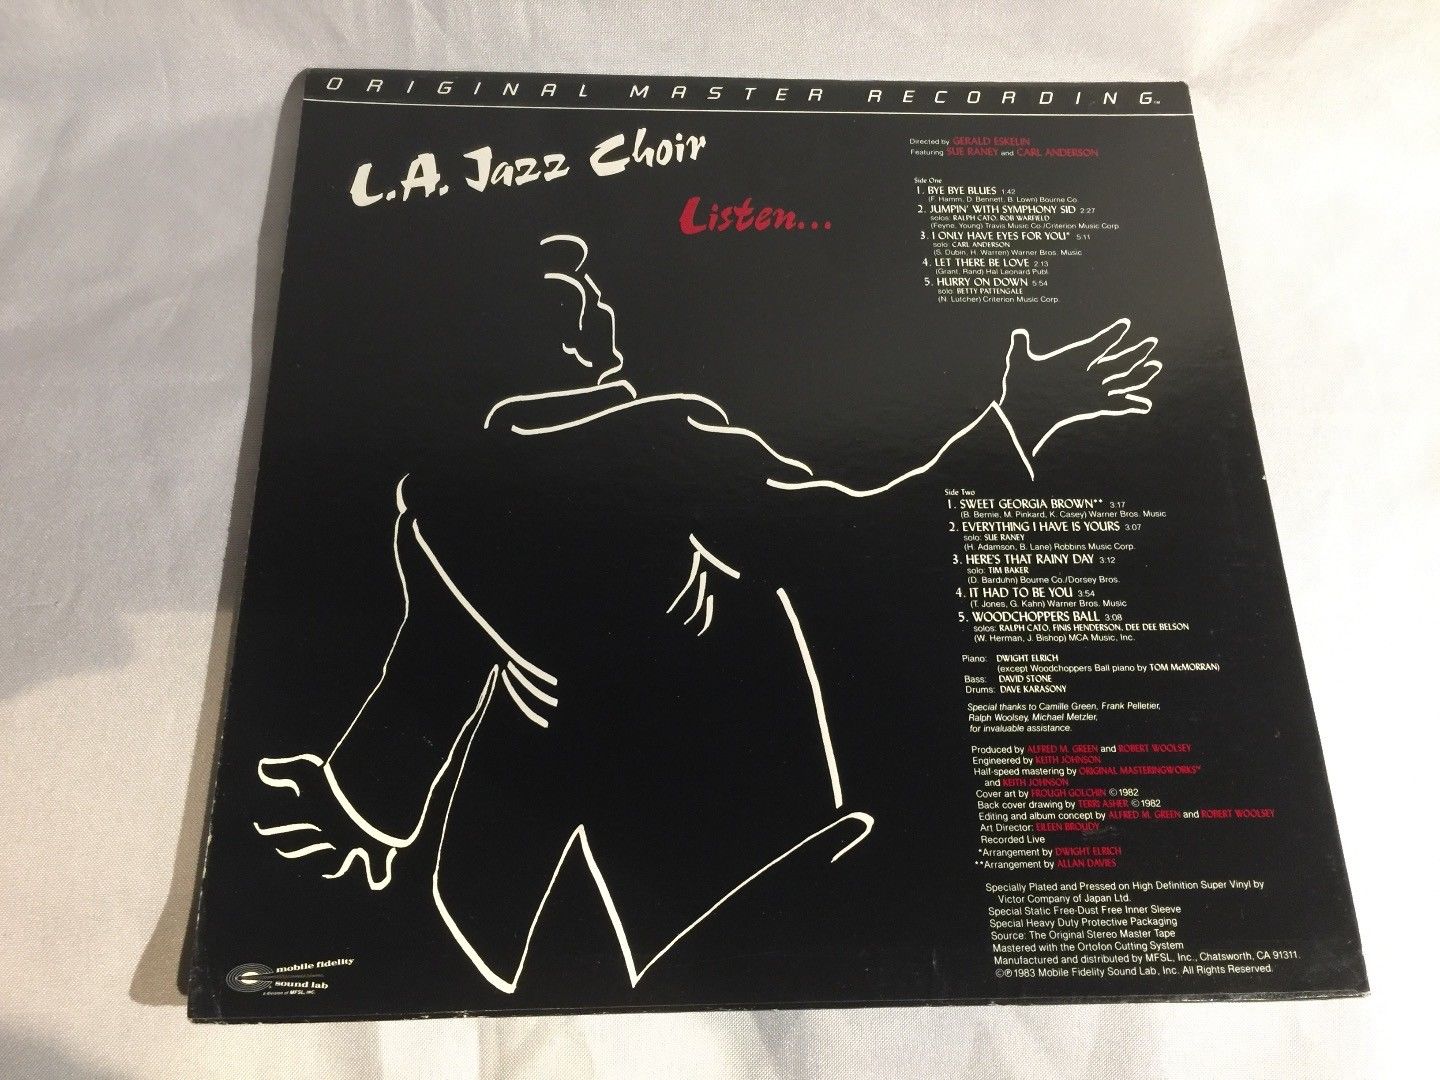 ORIGINAL MASTER RECORDING™
L.A. Jazz Choir
Listen...
Directed by GERALD ESKELIN
Featuring SUE RANEY and CARL ANDERSON
Side One
1. BYE BYE BLUES 1:42
(F. Hamm, D. Bennett, B. Lown) Bourne Co.
2. JUMPIN' WITH SYMPHONY SID 2:27
solos: RALPH CATO, ROB WARFIELD
(Feyne, Young) Travis Music Co./Criterion Music Corp.
3. I ONLY HAVE EYES FOR YOU* 5:11
solo: CARL ANDERSON
(S. Dubin, H. Warren) Warner Bros. Music
4. LET THERE BE LOVE 2:13
(Grant, Rand) Hal Leonard Publ.
5. HURRY ON DOWN 5:54
solo: BETTY PATTENGALE
(N. Lutcher) Criterion Music Corp.
Side Two
1. SWEET GEORGIA BROWN** 3:17
(B. Bernie, M. Pinkard, K. Casey) Warner Bros. Music
2. EVERYTHING I HAVE IS YOURS 3:07
solo: SUE RANEY
(H. Adamson, B. Lane) Robbins Music Corp.
3. HERE'S THAT RAINY DAY 3:12
solo: TIM BAKER
(D. Barduhn) Bourne Co./Dorsey Bros.
4. IT HAD TO BE YOU 3:54
(T. Jones, G. Kahn) Warner Bros. Music
5. WOODCHOPPERS BALL 3:08
solos: RALPH CATO, FINIS HENDERSON, DEE DEE BELSON
(W. Herman, J. Bishop) MCA Music, Inc.
Piano: DWIGHT ELRICH
(except Woodchoppers Ball piano by TOM McMORRAN)
Bass: DAVID STONE
Drums: DAVE KARASONY
Special thanks to Camille Green, Frank Pelletier,
Ralph Woolsey, Michael Metzler,
for invaluable assistance.
Produced by ALFRED M. GREEN and ROBERT WOOLSEY
Engineered by KEITH JOHNSON
Half-speed mastering by ORIGINAL MASTERINGWORKS™
and KEITH JOHNSON
Cover art by FROUGH GOLCHIN ©1982
Back cover drawing by TERRI ASHER ©1982
Editing and album concept by ALFRED M. GREEN and ROBERT WOOLSEY
Art Director: EILEEN BROUDY
Recorded Live
*Arrangement by DWIGHT ELRICH
**Arrangement by ALLAN DAVIES
Specially Plated and Pressed on High Definition Super Vinyl by
Victor Company of Japan Ltd.
Special Static Free-Dust Free Inner Sleeve
Special Heavy Duty Protective Packaging
Source: The Original Stereo Master Tape
Mastered with the Ortofon Cutting System
Manufactured and distributed by MFSL, Inc., Chatsworth, CA 91311.
©℗1983 Mobile Fidelity Sound Lab, Inc. All Rights Reserved.
mobile fidelity
sound lab
a division of MFSL, INC.